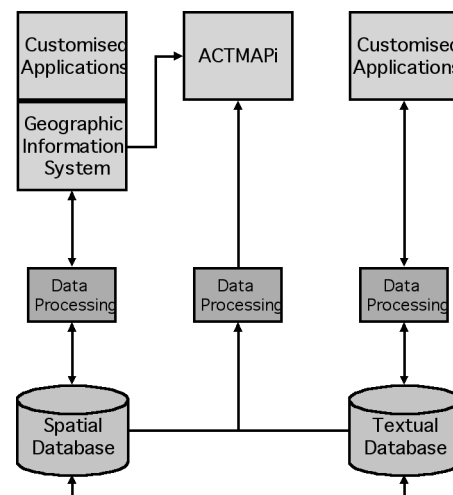 Customised
Applications
ACTMAPi
Customised
Applications
Geographic
Information
System
Data
Processing
Data
Processing
Data
Processing
Spatial
Database
Textual
Database